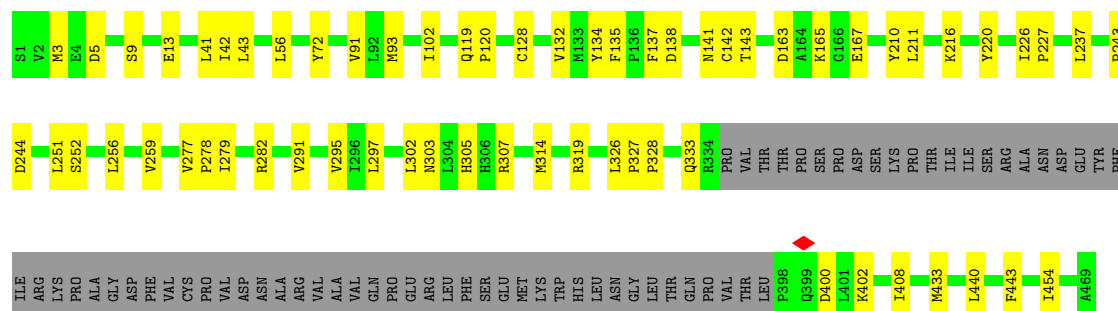 S1 V2 M3 E4 D5 S9 E13 L41 I42 L43 L56 Y72 V91 L92 M93 I102 Q119 P120 C128 V132 M133 Y134 F135 P136 F137 D138 N141 C142 T143 D163 A164 K165 G166 E167 Y210 L211 K216 Y220 I226 P227 L237
D244 L251 S252 L256 V259 V277 P278 I279 R282 V291 V295 I296 L297 L302 N303 L304 H305 H306 R307 M314 R319 L326 P327 P328 Q333 R334 PRO VAL THR THR PRO SER PRO ASP SER LYS PRO THR ILE ILE SER ARG ALA ASN ASP GLU TYR
ILE ARG LYS PRO ALA GLY ASP PHE VAL CYS PRO VAL ASP ASN ALA ARG VAL ALA VAL GLN PRO GLU ARG LEU PHE SER GLU MET LYS TRP HIS LEU ASN GLY LEU THR GLN PRO VAL THR LEU P398 Q399 D400 L401 K402 I408 M433 L440 F443 I454 A469